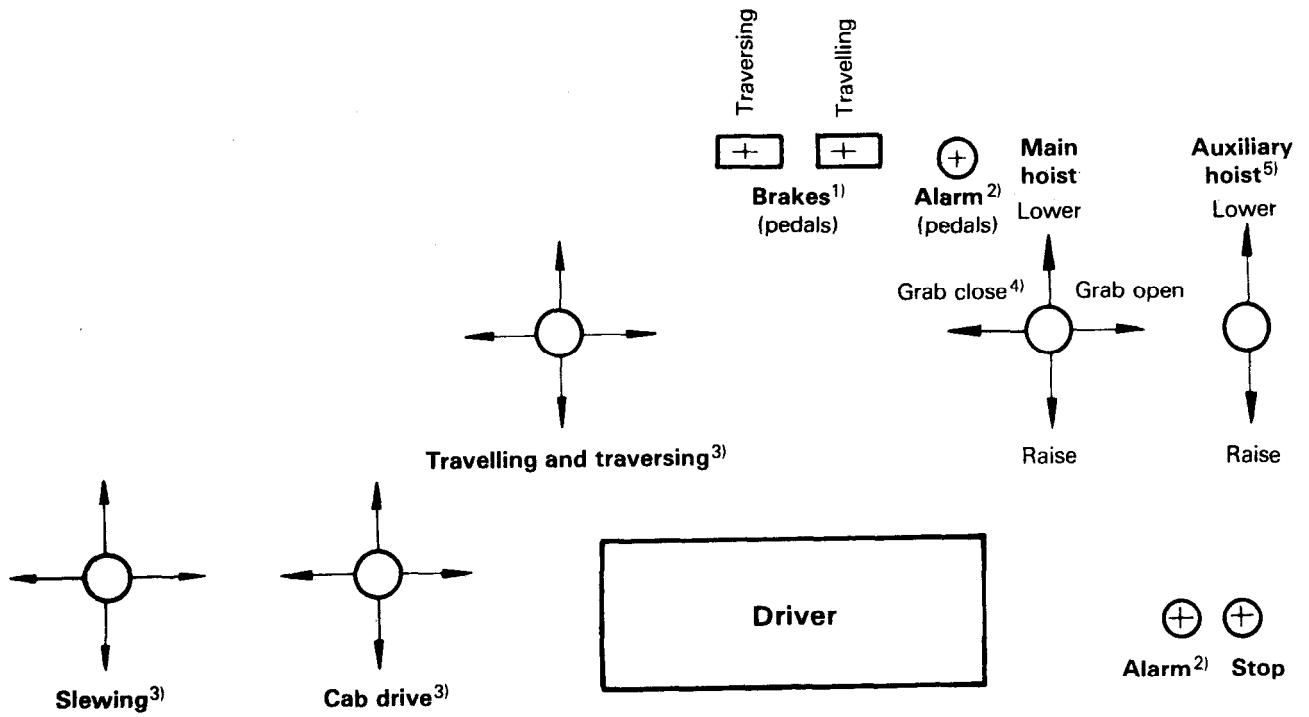 Traversing
Travelling
Brakes1)
(pedals)
Alarm2)
(pedals)
Main
hoist
Lower
Auxiliary
hoist5)
Lower
Grab close4)
Grab open
Raise
Raise
Travelling and traversing3)
Driver
Slewing3)
Cab drive3)
Alarm2)
Stop